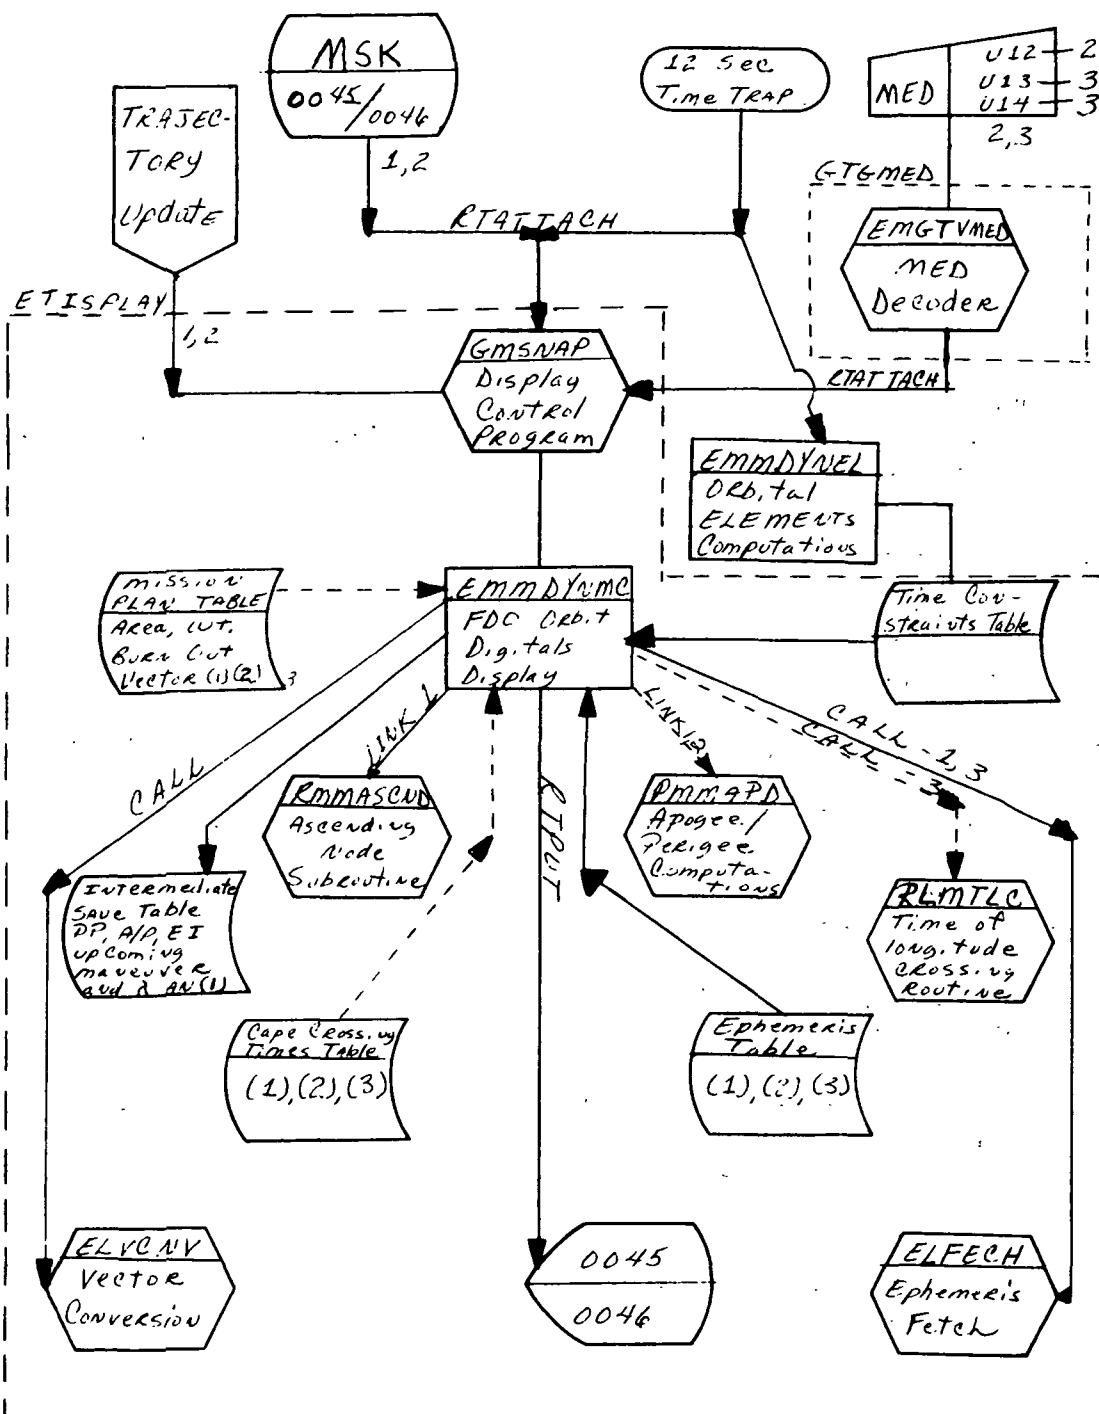 MSK
0045/0046
1,2
12 Sec
Time TRAP
MED
U12 2
U13 3
U14 3
2,3
TRAJEC-
TORY
Update
RTATTACH
GTGMED
EMGTVMED
MED
Decoder
ETISPLAY
1,2
GMSNAP
Display
Control
Program
RTATTACH
EMMDYNEL
ORbital
ELEMENTS
Computations
Mission
PLAN TABLE
Area, WT.
Burn Out
Vector (1)(2) 3
EMMDYNMC
FDO Orbit
Digitals
Display
Time Con-
straints Table
CALL
LINK 1
RTPUT
LINK 1,2
CALL - 1,3
CALL - 3
RMMASCND
Ascending
Node
Subroutine
PMMAPD
Apogee/
Perigee
Computa-
tions
INTERmediate
SAVE Table
DP, A/P, EI
upComing
maneuver
and AN(1)
RLMTLC
Time of
longitude
CROSSing
Routine
Cape CROSSing
Times Table
(1),(2),(3)
Ephemeris
Table
(1),(2),(3)
ELVCNV
Vector
CONVERSION
0045
0046
ELFECH
Ephemeris
Fetch